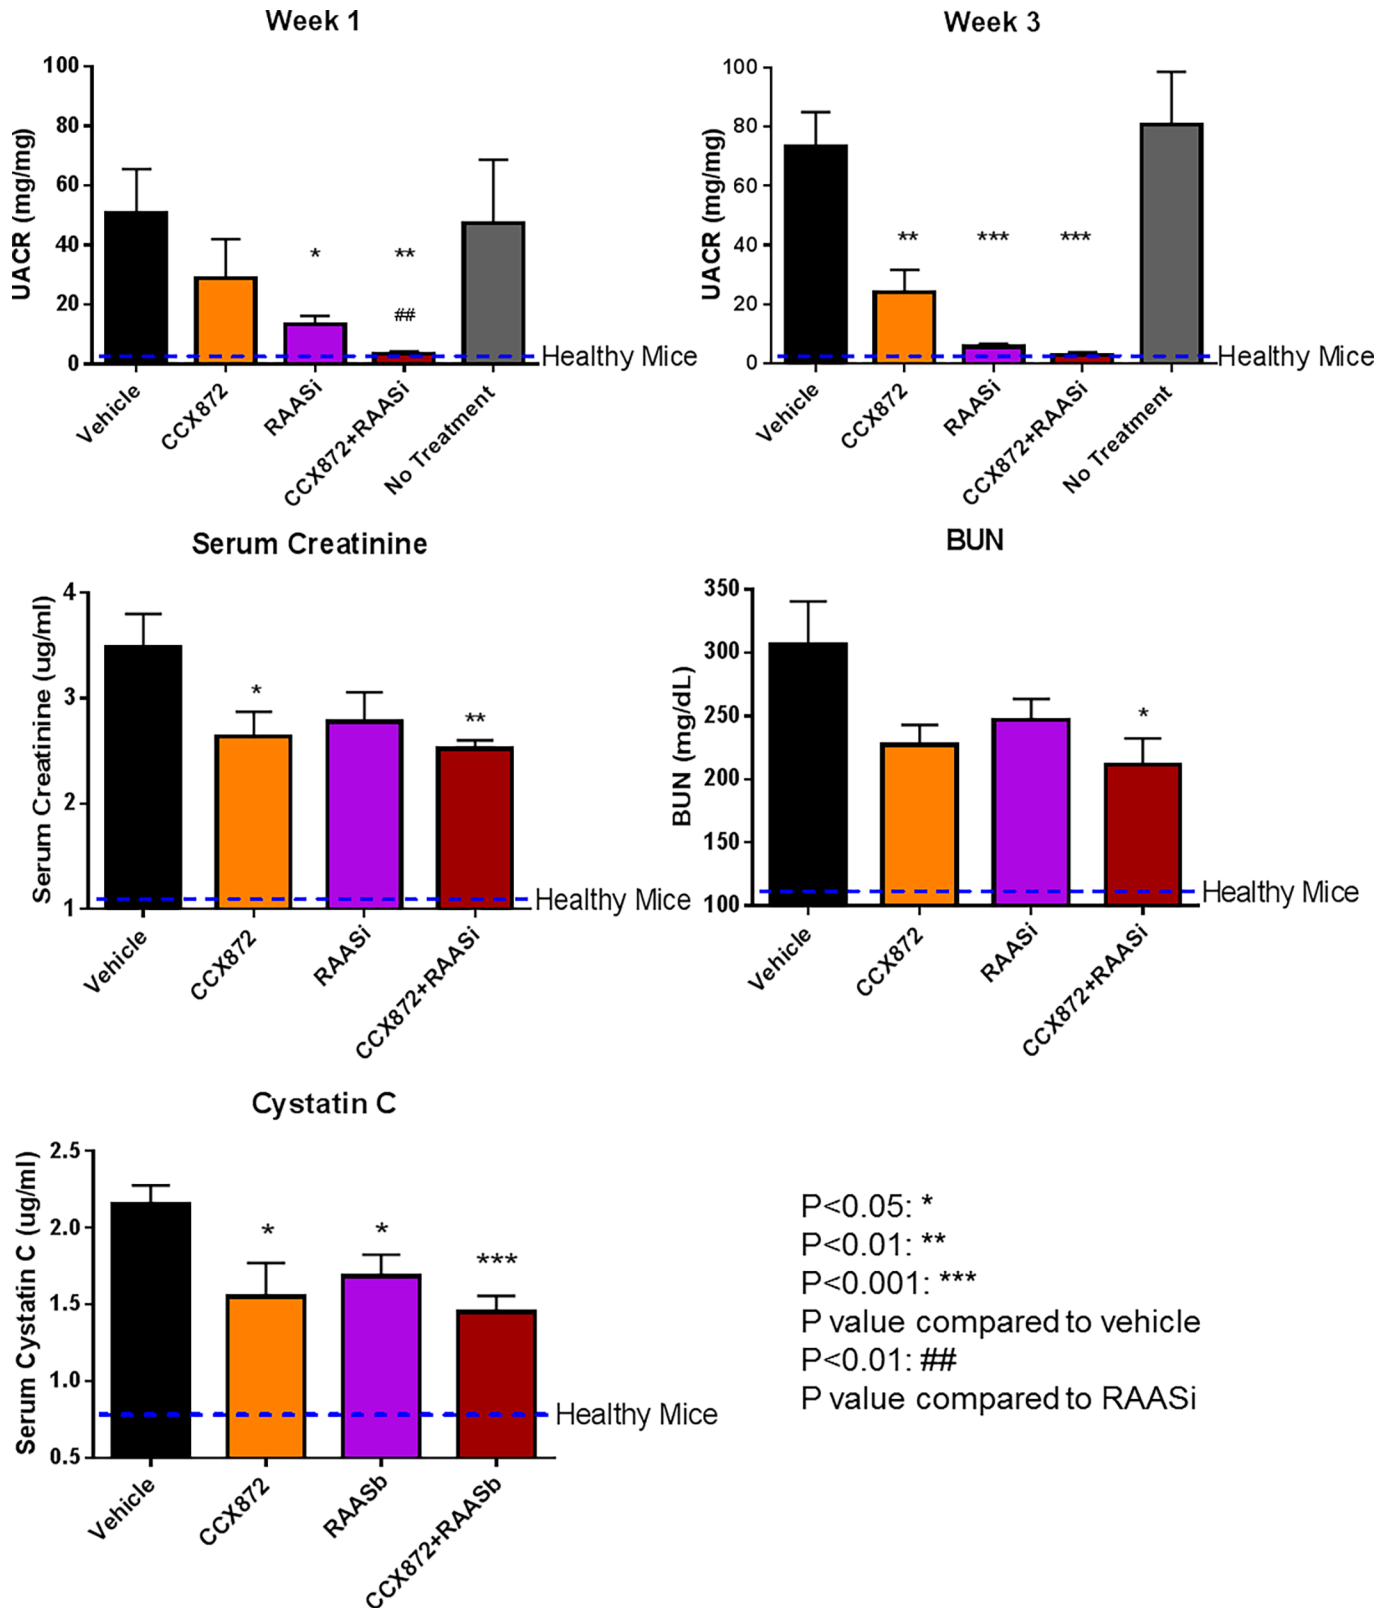 Week 1
100
80
60
40
20
0
UACR (mg/mg)
*
**
##
Healthy Mice
Vehicle
CCX872
RAASi
CCX872+RAASi
No Treatment
Week 3
100
80
60
40
20
0
UACR (mg/mg)
**
***
***
Healthy Mice
Vehicle
CCX872
RAASi
CCX872+RAASi
No Treatment
Serum Creatinine
4
3
2
1
Serum Creatinine (ug/ml)
*
**
Healthy Mice
Vehicle
CCX872
RAASi
CCX872+RAASi
BUN
350
300
250
200
150
100
BUN (mg/dL)
*
Healthy Mice
Vehicle
CCX872
RAASi
CCX872+RAASi
Cystatin C
2.5
2.0
1.5
1.0
0.5
Serum Cystatin C (ug/ml)
*
*
***
Healthy Mice
Vehicle
CCX872
RAASb
CCX872+RAASb
P<0.05: *
P<0.01: **
P<0.001: ***
P value compared to vehicle
P<0.01: ##
P value compared to RAASi